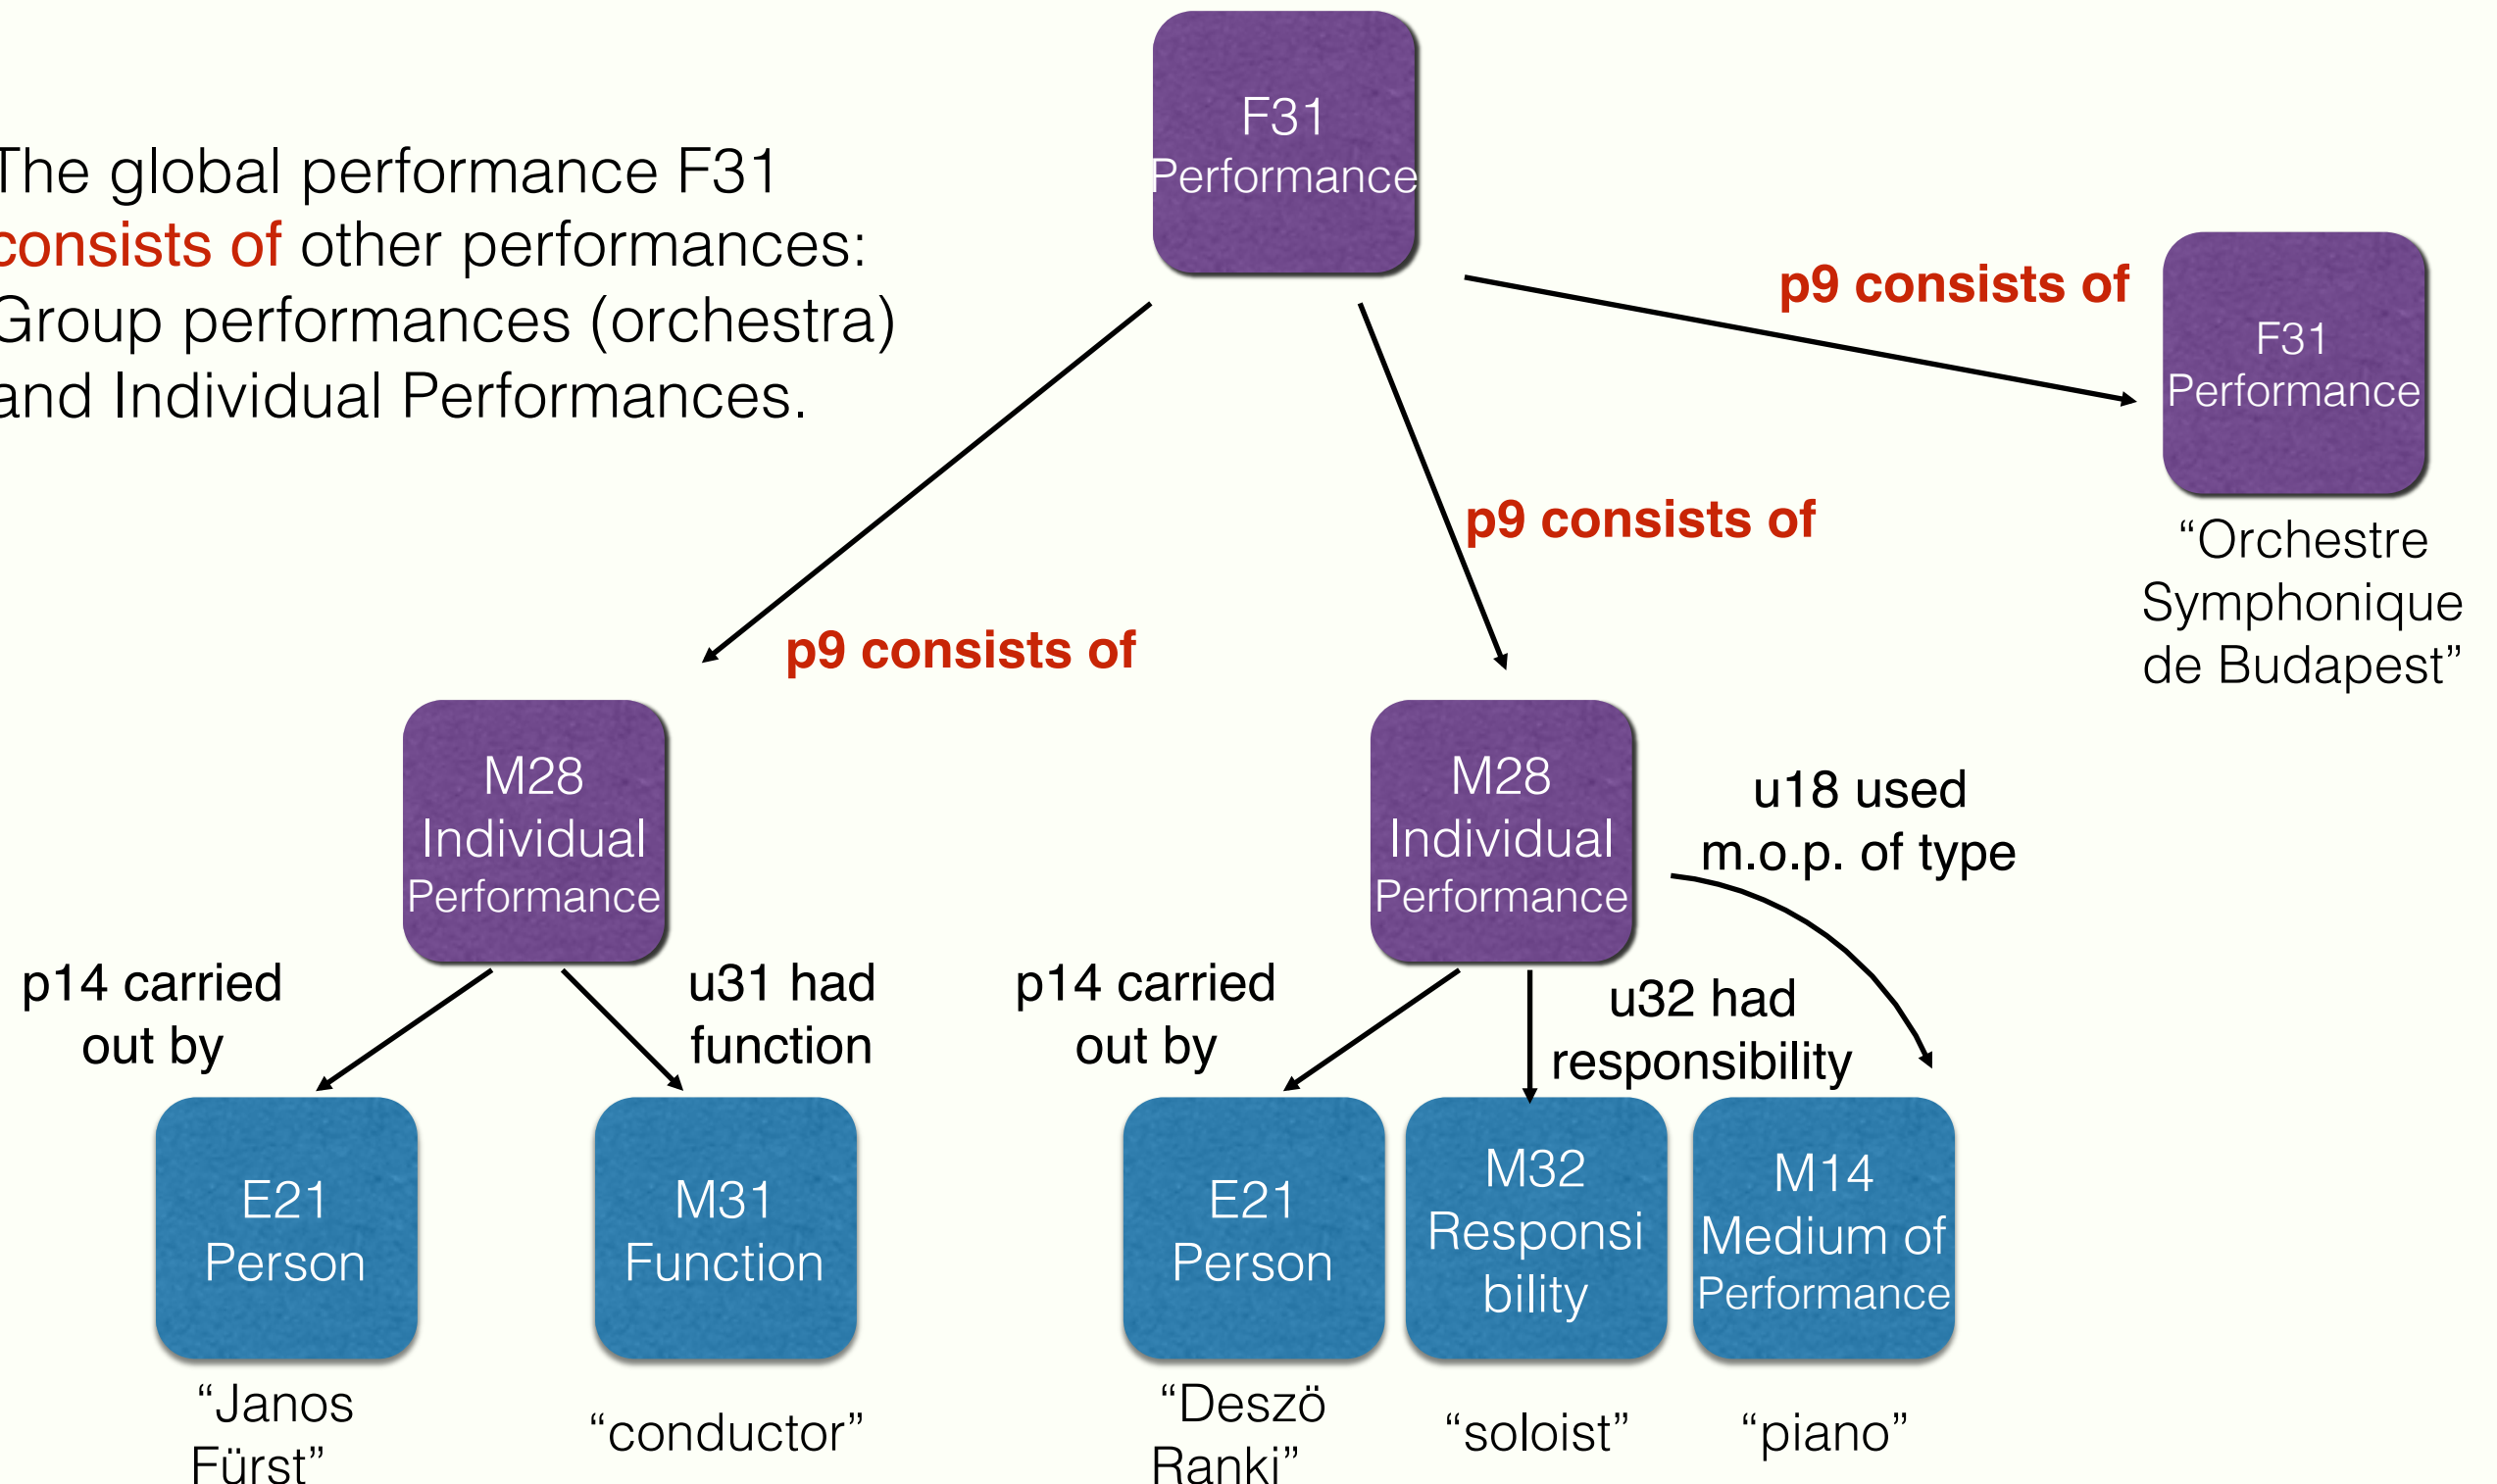 F31
Performance
The global performance F31
consists of other performances:
Group performances (orchestra)
and Individual Performances.
p9 consists of
F31
Performance
“Orchestre
Symphonique
de Budapest”
p9 consists of
p9 consists of
M28
Individual
Performance
M28
Individual
Performance
u18 used
m.o.p. of type
p14 carried
out by
u31 had
function
p14 carried
out by
u32 had
responsibility
E21
Person
M31
Function
E21
Person
M32
Responsi
bility
M14
Medium of
Performance
“Janos
Fürst”
“conductor”
“Deszö
Ranki”
“soloist”
“piano”